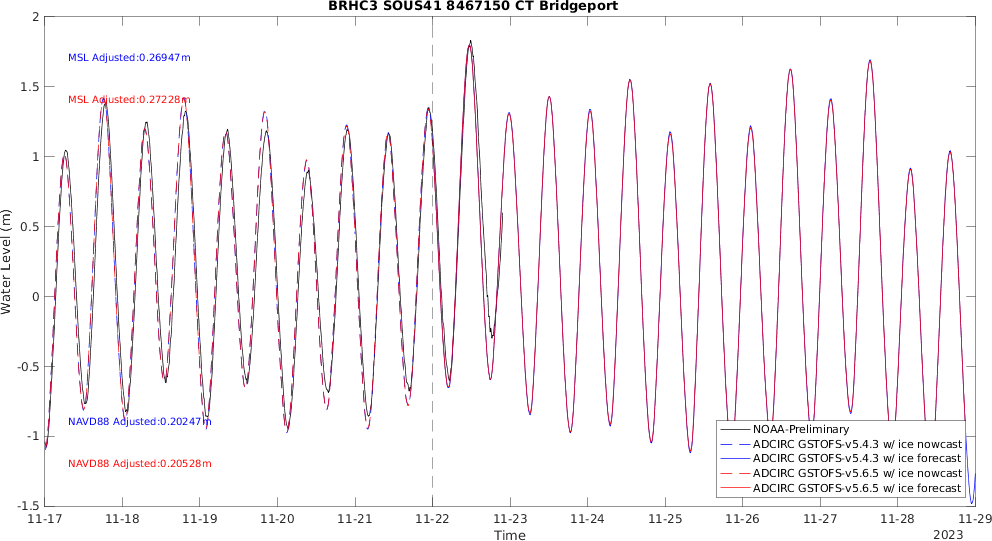 BRHC3 SOUS41 8467150 CT Bridgeport
2
1.5
1
0.5
0
-0.5
-1
-1.5
Water Level (m)
MSL Adjusted:0.26947m
MSL Adjusted:0.27228m
NAVD88 Adjusted:0.20247m
NAVD88 Adjusted:0.20528m
NOAA-Preliminary
ADCIRC GSTOFS-v5.4.3 w/ ice nowcast
ADCIRC GSTOFS-v5.4.3 w/ ice forecast
ADCIRC GSTOFS-v5.6.5 w/ ice nowcast
ADCIRC GSTOFS-v5.6.5 w/ ice forecast
11-17 11-18 11-19 11-20 11-21 11-22 11-23 11-24 11-25 11-26 11-27 11-28 11-29
Time
2023